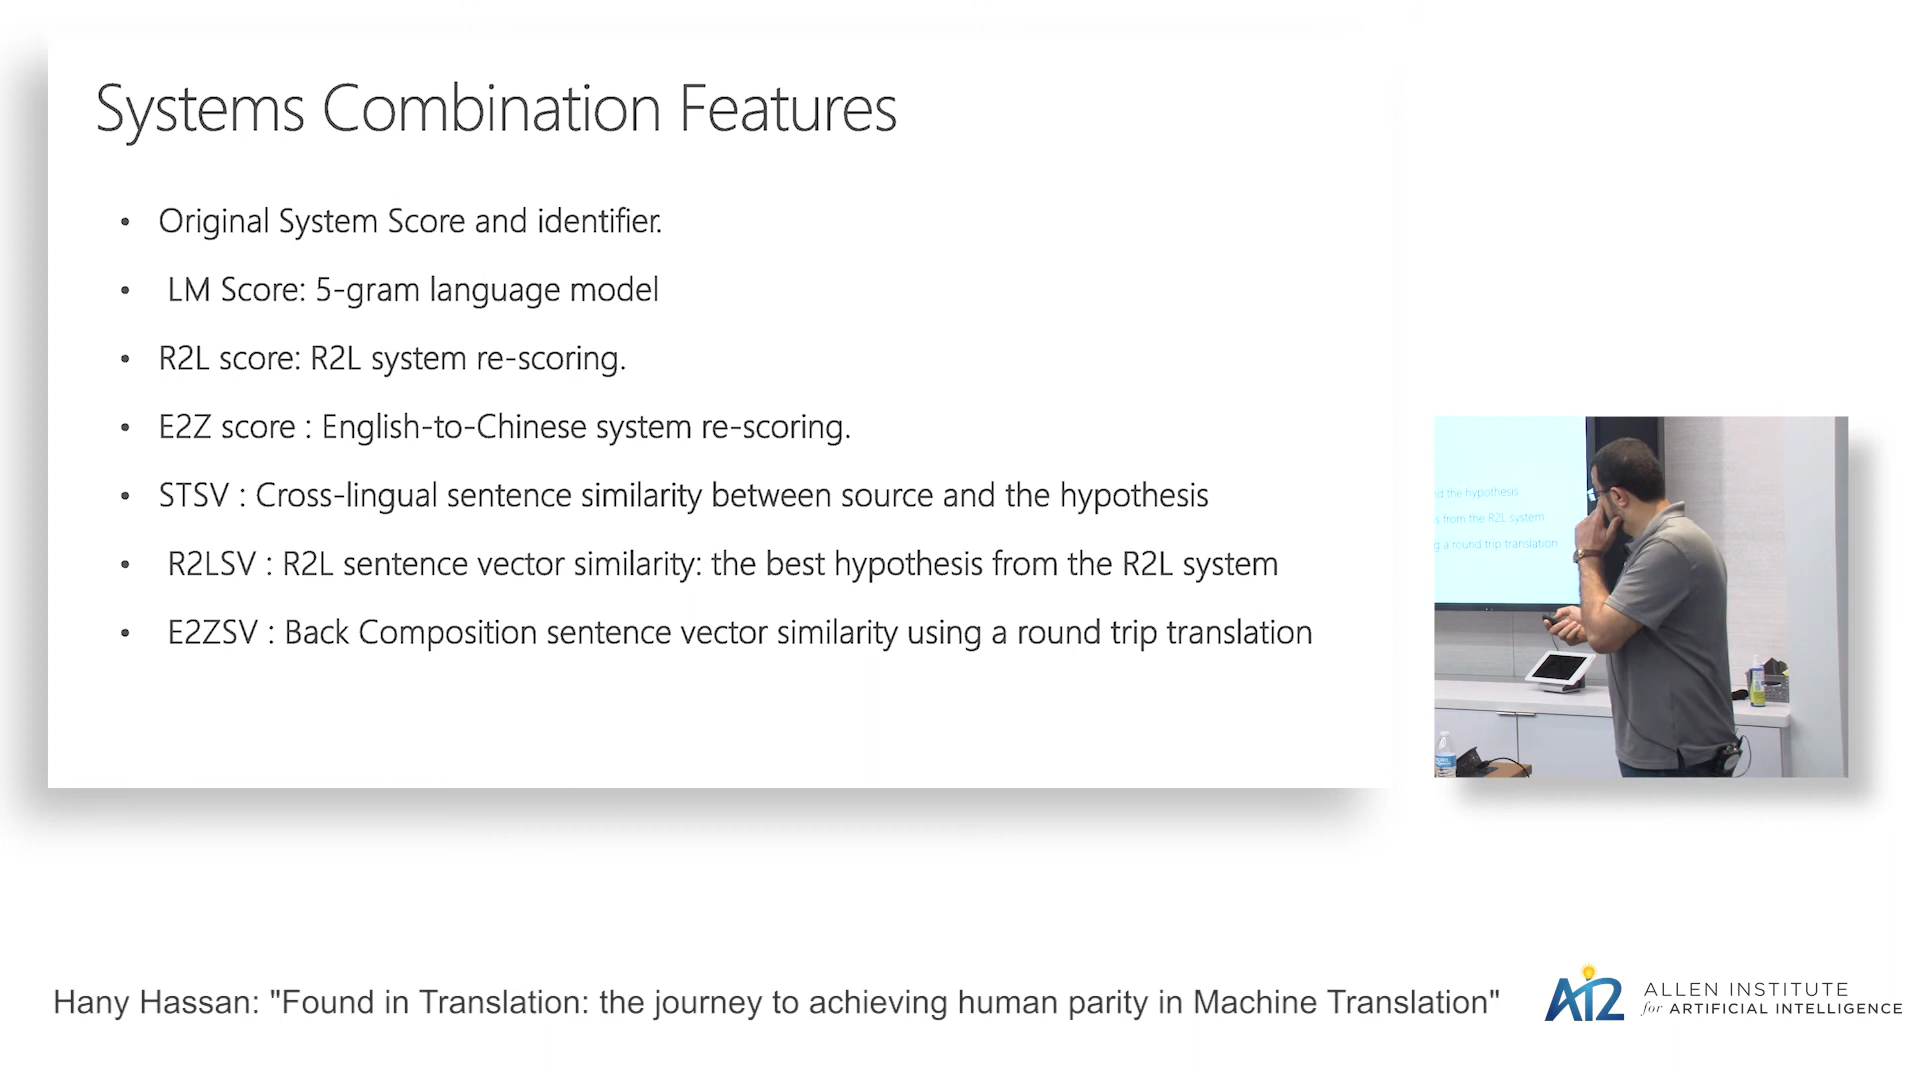 Systems Combination Features
• Original System Score and identifier.
• LM Score: 5-gram language model
• R2L score: R2L system re-scoring.
• E2Z score : English-to-Chinese system re-scoring.
• STSV : Cross-lingual sentence similarity between source and the hypothesis
• R2LSV : R2L sentence vector similarity: the best hypothesis from the R2L system
• E2ZSV : Back Composition sentence vector similarity using a round trip translation
the hypothesis
from the R2L system
a round trip translation
Hany Hassan: "Found in Translation: the journey to achieving human parity in Machine Translation"
AI2
ALLEN INSTITUTE
for ARTIFICIAL INTELLIGENCE